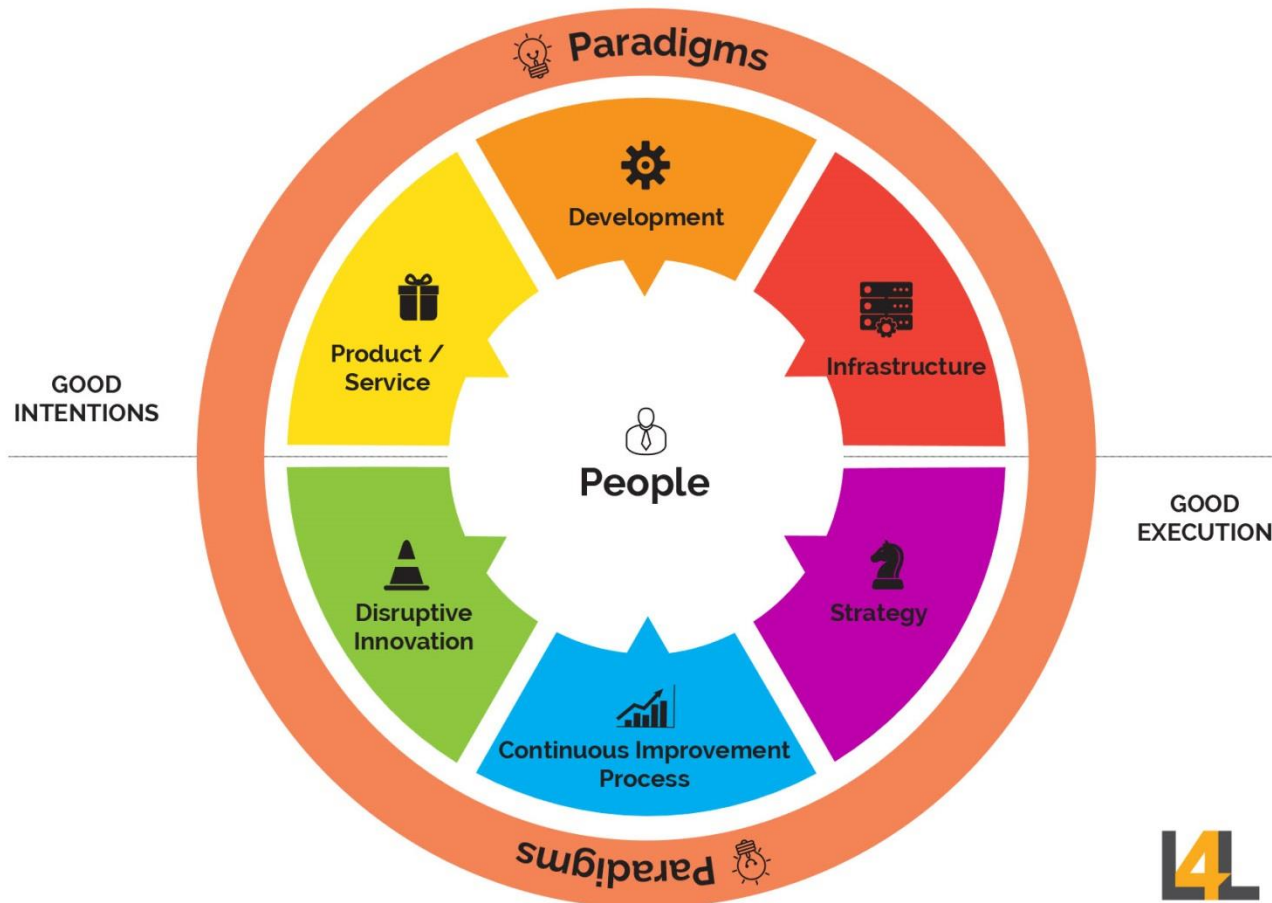 Paradigms
Development
Product /
Service
Infrastructure
GOOD
INTENTIONS
People
GOOD
EXECUTION
Disruptive
Innovation
Strategy
Continuous Improvement
Process
Paradigms
L4L